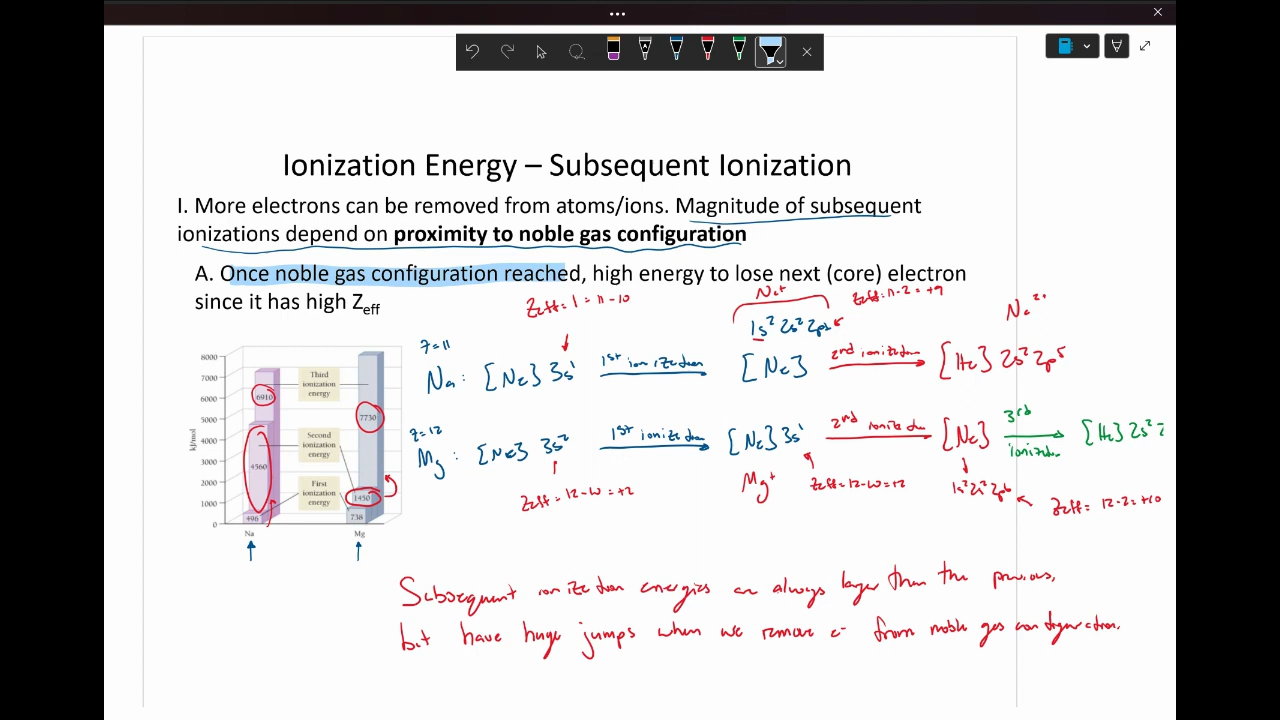 Ionization Energy – Subsequent Ionization
I. More electrons can be removed from atoms/ions. Magnitude of subsequent
ionizations depend on proximity to noble gas configuration
A. Once noble gas configuration reached, high energy to lose next (core) electron
since it has high Zeff
Zeff = 1 = 11-10
Na+
Zeff = 11-2 = +9
Na2+
1s² 2s² 2p⁶
Z=11
Na: [Ne] 3s¹ 1st ionization [Ne] 2nd ionization [He] 2s² 2p⁵
Z=12
Mg: [Ne] 3s² 1st ionization [Ne] 3s¹ 2nd ionization [Ne] 3rd ionization [He] 2s²
Zeff = 12-10 = +2
Mg+
Zeff = 12-10 = +2
1s² 2s² 2p⁶
Zeff = 12-2 = +10
8000
7000
6000
5000
4000
3000
2000
1000
0
kJ/mol
Third
ionization
energy
Second
ionization
energy
First
ionization
energy
6910
4560
496
7730
1450
738
Na
Mg
Subsequent ionization energies are always larger than the previous,
but have huge jumps when we remove e- from noble gas configuration.